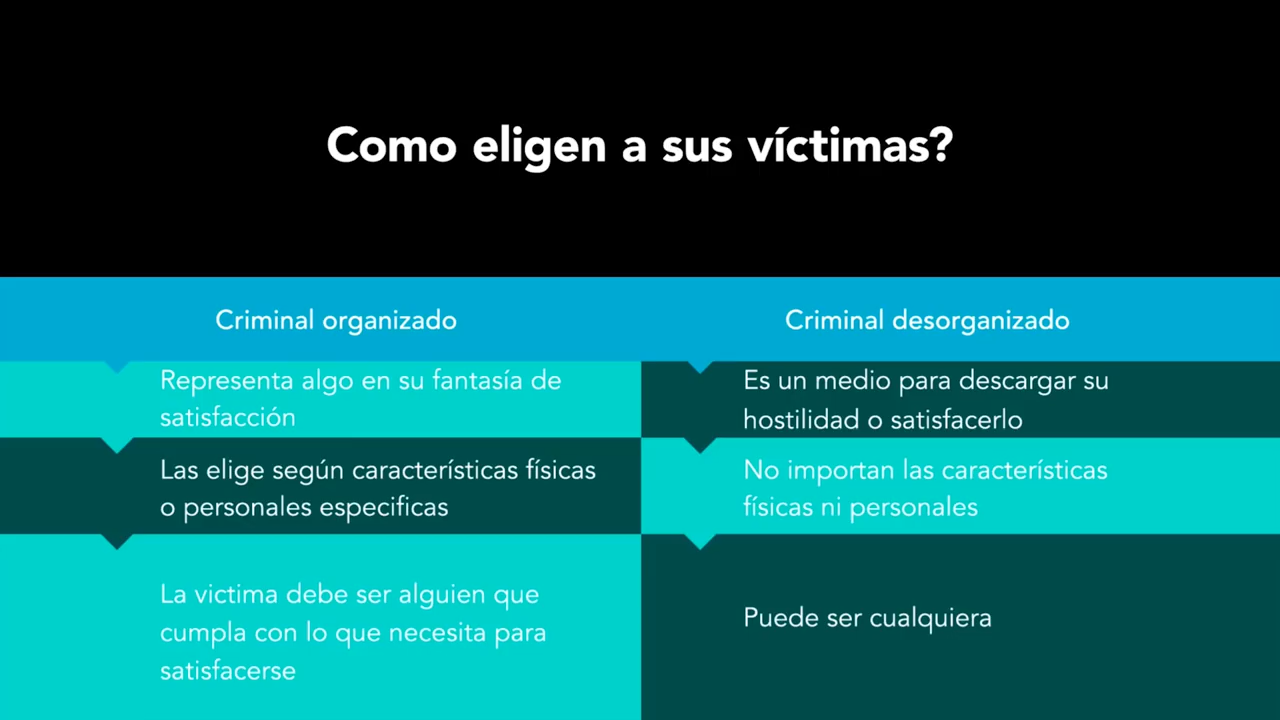 Como eligen a sus víctimas?
Criminal organizado
Criminal desorganizado
Representa algo en su fantasía de
satisfacción
Es un medio para descargar su
hostilidad o satisfacerlo
Las elige según características físicas
o personales especificas
No importan las características
físicas ni personales
La victima debe ser alguien que
cumpla con lo que necesita para
satisfacerse
Puede ser cualquiera